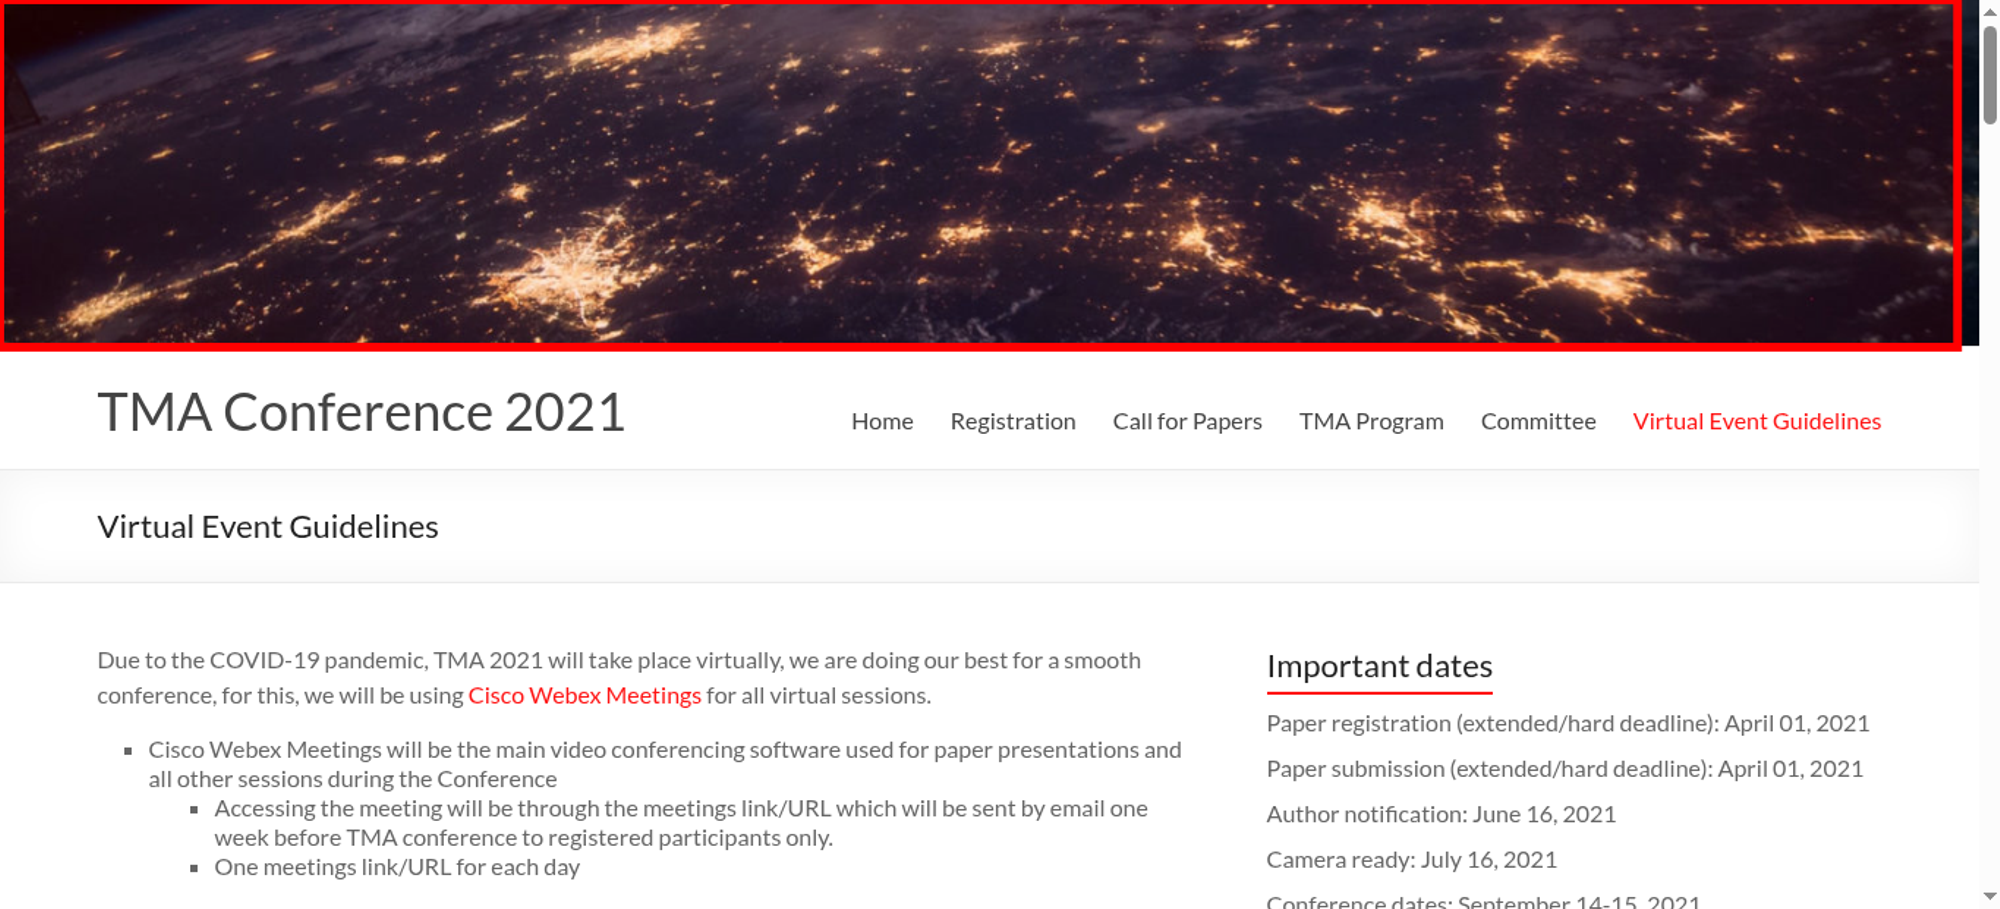 TMA Conference 2021
Home Registration Call for Papers TMA Program Committee Virtual Event Guidelines
Virtual Event Guidelines
Due to the COVID-19 pandemic, TMA 2021 will take place virtually, we are doing our best for a smooth
conference, for this, we will be using Cisco Webex Meetings for all virtual sessions.
Cisco Webex Meetings will be the main video conferencing software used for paper presentations and
all other sessions during the Conference
Accessing the meeting will be through the meetings link/URL which will be sent by email one
week before TMA conference to registered participants only.
One meetings link/URL for each day
Important dates
Paper registration (extended/hard deadline): April 01, 2021
Paper submission (extended/hard deadline): April 01, 2021
Author notification: June 16, 2021
Camera ready: July 16, 2021
Conference dates: September 14-15, 2021